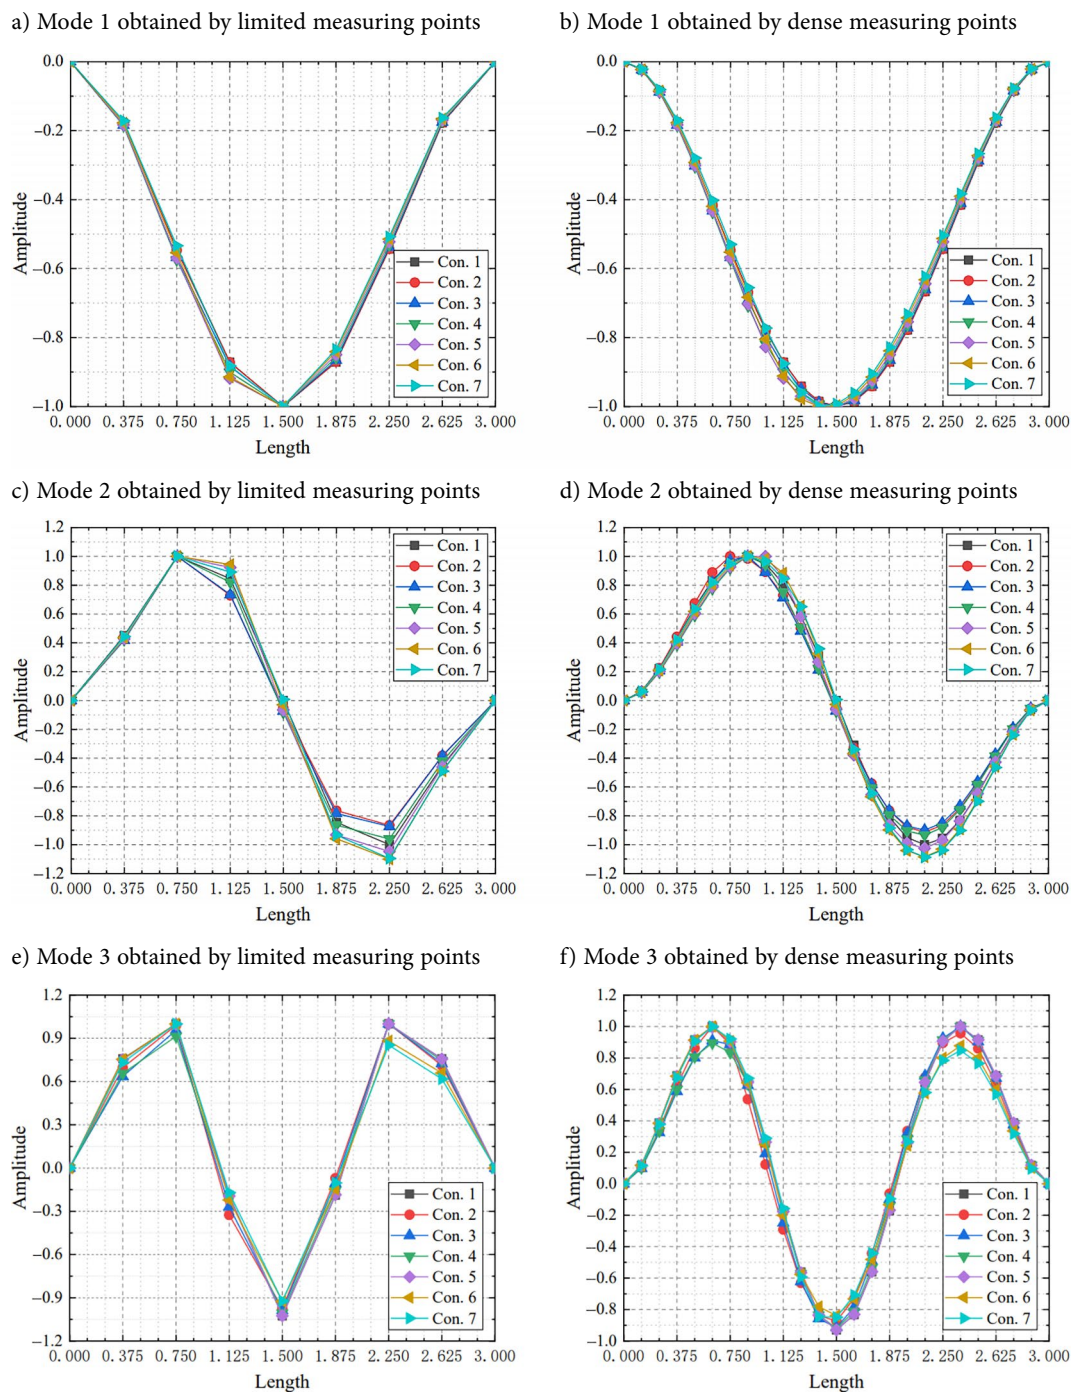 a) Mode 1 obtained by limited measuring points
0.0
−0.2
−0.4
−0.6
−0.8
−1.0
Amplitude
Con. 1
Con. 2
Con. 3
Con. 4
Con. 5
Con. 6
Con. 7
0.000 0.375 0.750 1.125 1.500 1.875 2.250 2.625 3.000
Length
b) Mode 1 obtained by dense measuring points
0.0
−0.2
−0.4
−0.6
−0.8
−1.0
Amplitude
Con. 1
Con. 2
Con. 3
Con. 4
Con. 5
Con. 6
Con. 7
0.000 0.375 0.750 1.125 1.500 1.875 2.250 2.625 3.000
Length
c) Mode 2 obtained by limited measuring points
1.2
1.0
0.8
0.6
0.4
0.2
0.0
−0.2
−0.4
−0.6
−0.8
−1.0
−1.2
Amplitude
Con. 1
Con. 2
Con. 3
Con. 4
Con. 5
Con. 6
Con. 7
0.000 0.375 0.750 1.125 1.500 1.875 2.250 2.625 3.000
Length
d) Mode 2 obtained by dense measuring points
1.2
1.0
0.8
0.6
0.4
0.2
0.0
−0.2
−0.4
−0.6
−0.8
−1.0
−1.2
Amplitude
Con. 1
Con. 2
Con. 3
Con. 4
Con. 5
Con. 6
Con. 7
0.000 0.375 0.750 1.125 1.500 1.875 2.250 2.625 3.000
Length
e) Mode 3 obtained by limited measuring points
1.2
0.9
0.6
0.3
0.0
−0.3
−0.6
−0.9
−1.2
Amplitude
Con. 1
Con. 2
Con. 3
Con. 4
Con. 5
Con. 6
Con. 7
0.000 0.375 0.750 1.125 1.500 1.875 2.250 2.625 3.000
Length
f) Mode 3 obtained by dense measuring points
1.2
1.0
0.8
0.6
0.4
0.2
0.0
−0.2
−0.4
−0.6
−0.8
−1.0
Amplitude
Con. 1
Con. 2
Con. 3
Con. 4
Con. 5
Con. 6
Con. 7
0.000 0.375 0.750 1.125 1.500 1.875 2.250 2.625 3.000
Length